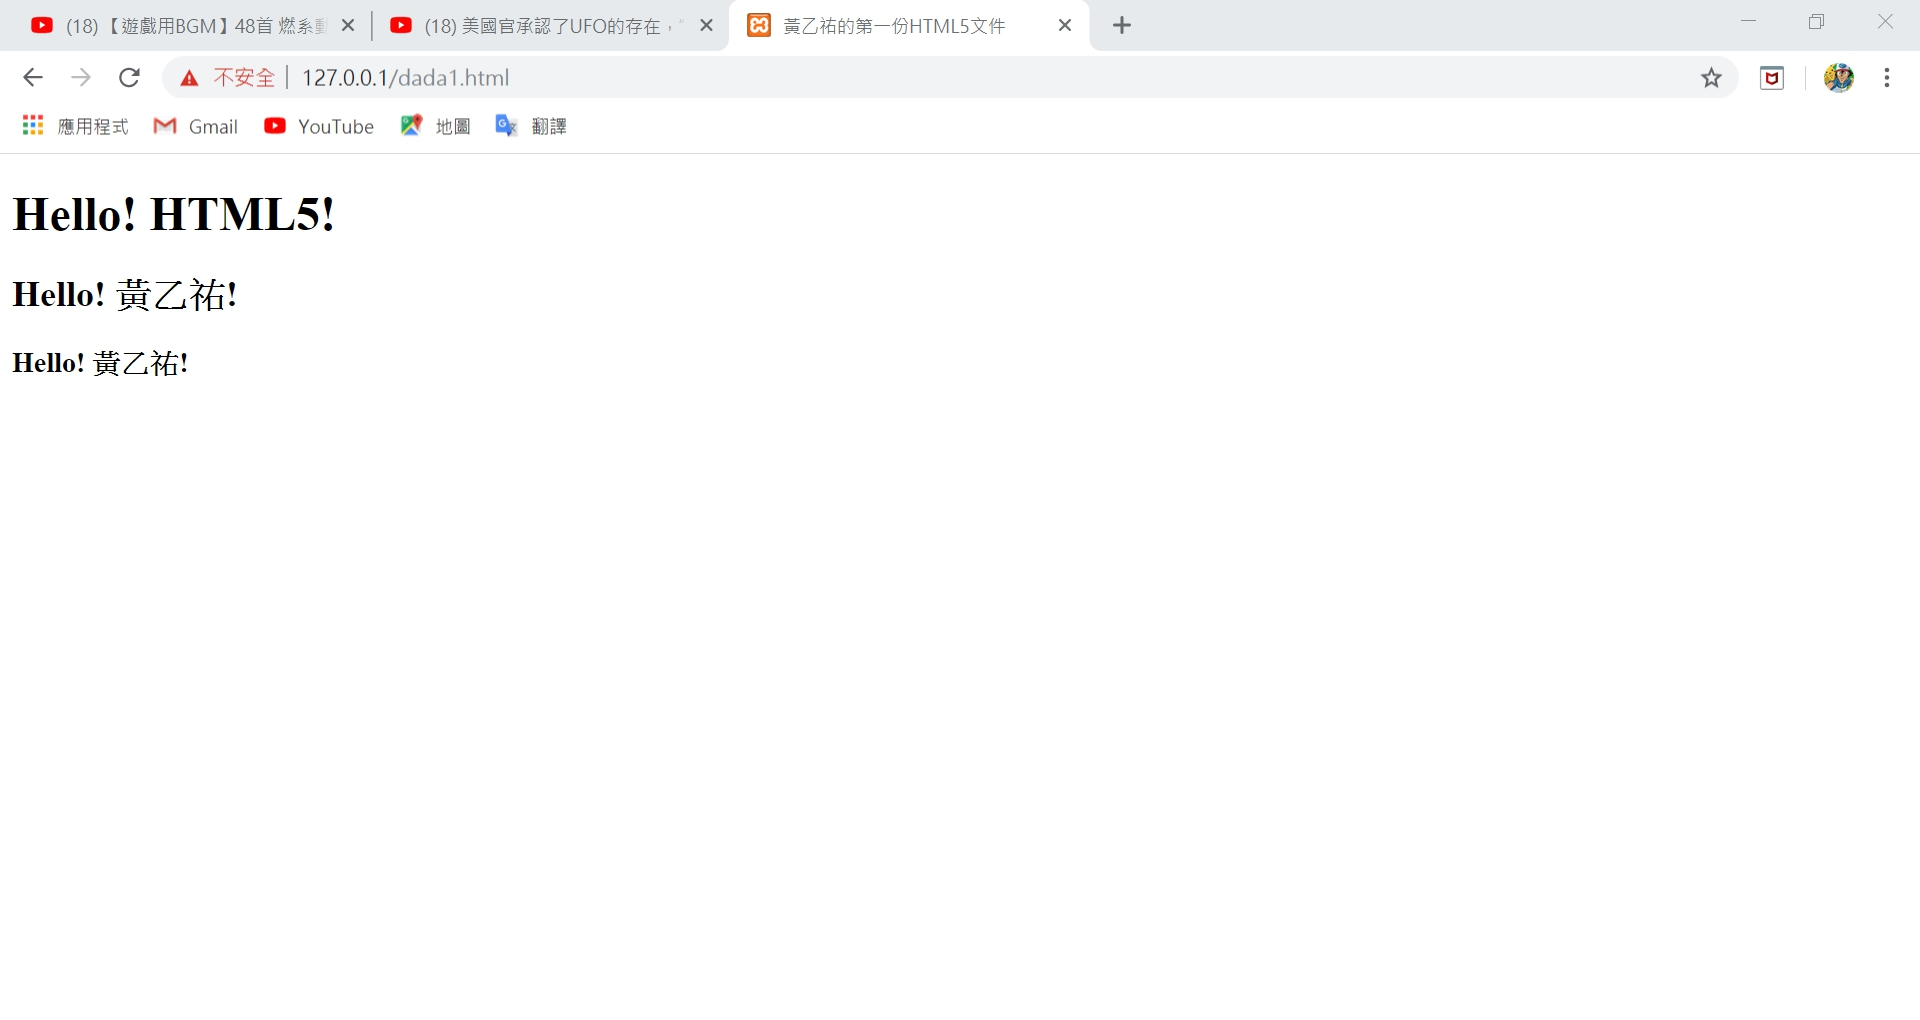 (18)【遊戲用BGM】48首 燃系
(18) 美國官承認了UFO的存在，
黃乙祐的第一份HTML5文件
不安全 127.0.0.1/dada1.html
應用程式 Gmail YouTube 地圖 翻譯
Hello! HTML5!
Hello! 黃乙祐!
Hello! 黃乙祐!